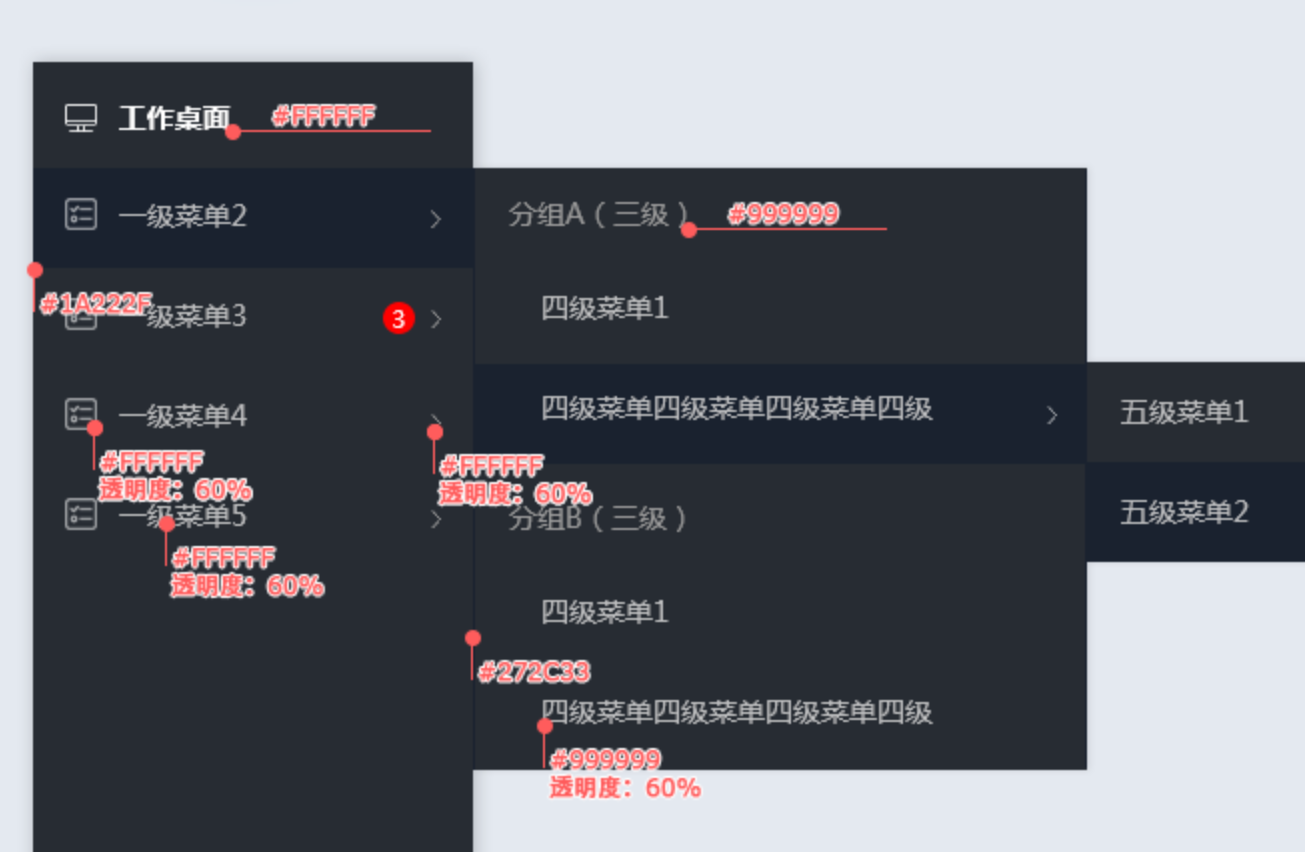 工作桌面
#FFFFFF
一级菜单2
分组A（三级）
#999999
#1A222F
一级菜单3
3
四级菜单1
一级菜单4
四级菜单四级菜单四级菜单四级
五级菜单1
#FFFFFF
透明度：60%
#FFFFFF
透明度：60%
一级菜单5
分组B（三级）
五级菜单2
#FFFFFF
透明度：60%
四级菜单1
#272C33
四级菜单四级菜单四级菜单四级
#999999
透明度：60%